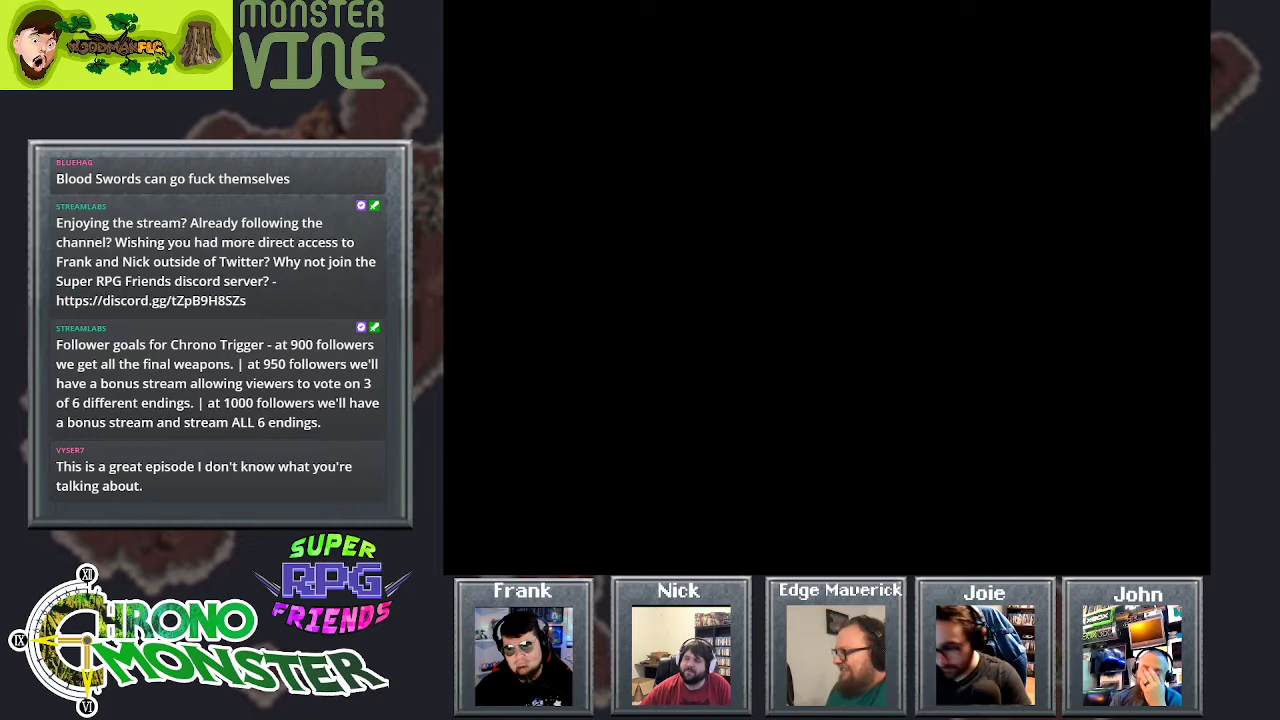 WOODMANFLG
MONSTER
VINE
BLUEHAG
Blood Swords can go fuck themselves
STREAMLABS
Enjoying the stream? Already following the
channel? Wishing you had more direct access to
Frank and Nick outside of Twitter? Why not join the
Super RPG Friends discord server? -
https://discord.gg/tZpB9H8SZs
STREAMLABS
Follower goals for Chrono Trigger - at 900 followers
we get all the final weapons. | at 950 followers we'll
have a bonus stream allowing viewers to vote on 3
of 6 different endings. | at 1000 followers we'll have
a bonus stream and stream ALL 6 endings.
VYSER7
This is a great episode I don't know what you're
talking about.
SUPER
RPG
FRIENDS
XII
IX
V
VI
CHRONO
MONSTER
Frank
Nick
Edge Maverick
Joie
John
XBOX